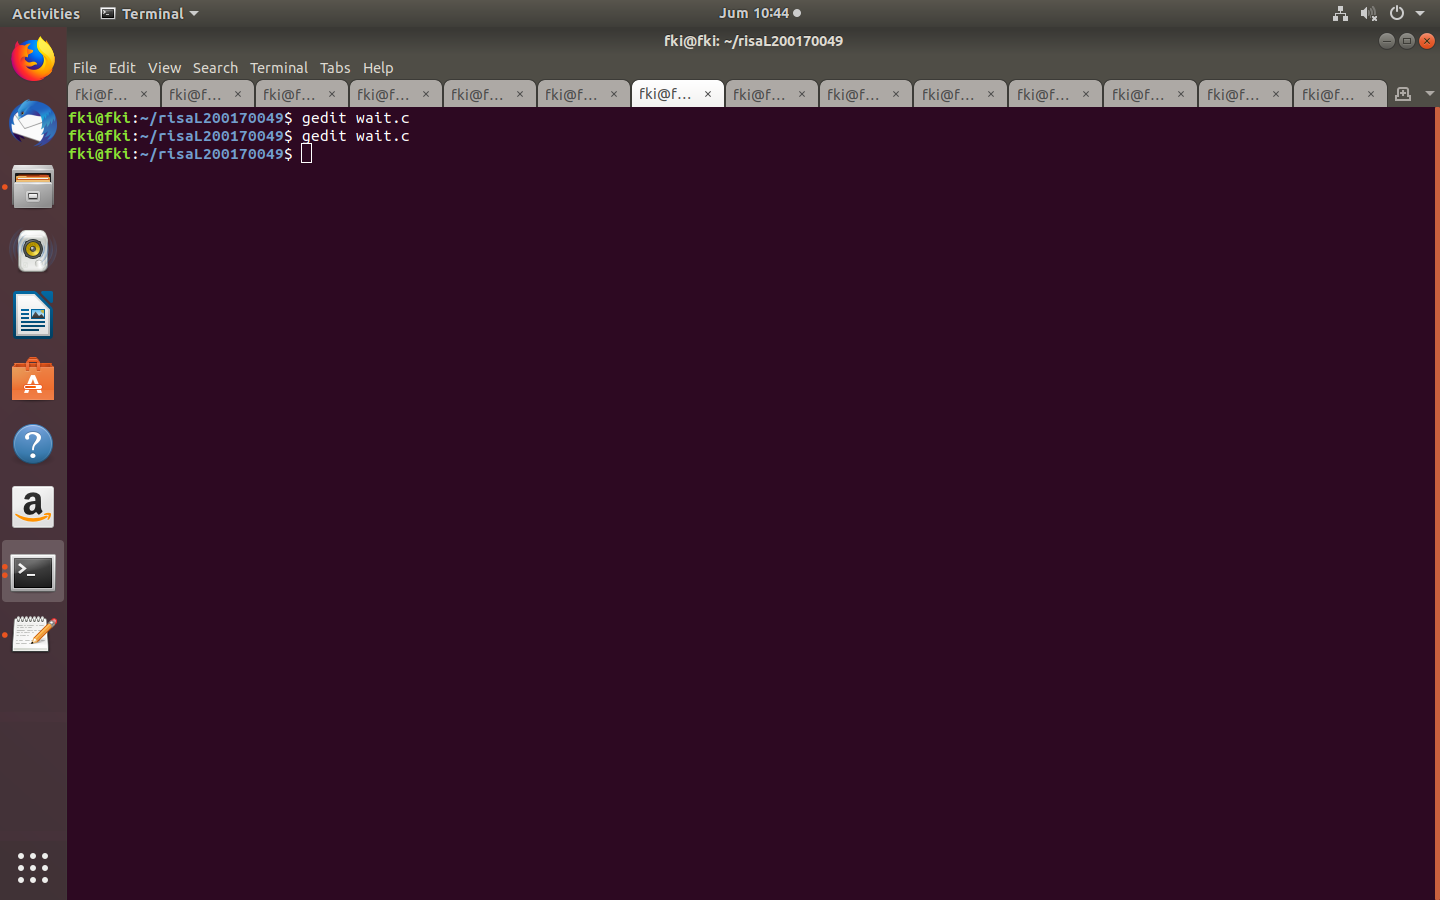 Activities Terminal Jum 10:44
fki@fki: ~/risaL200170049
File Edit View Search Terminal Tabs Help
fki@f... × fki@f... × fki@f... × fki@f... × fki@f... × fki@f... × fki@f... × fki@f... × fki@f... × fki@f... × fki@f... × fki@f... × fki@f... × fki@f... ×
fki@fki:~/risaL200170049$ gedit wait.c
fki@fki:~/risaL200170049$ gedit wait.c
fki@fki:~/risaL200170049$